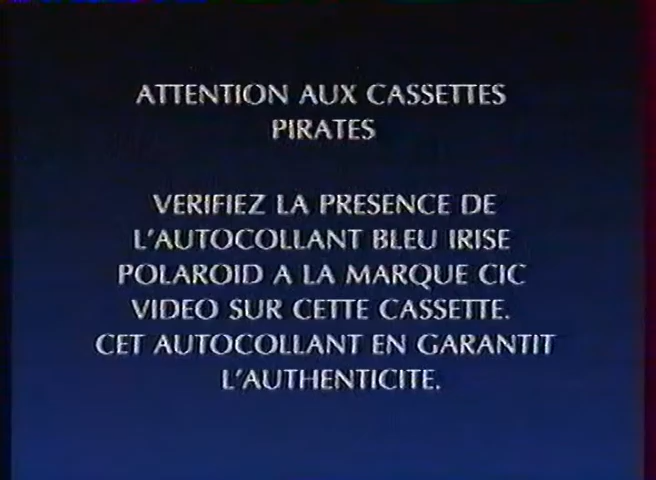 ATTENTION AUX CASSETTES
PIRATES
VERIFIEZ LA PRESENCE DE
L'AUTOCOLLANT BLEU IRISE
POLAROID A LA MARQUE CIC
VIDEO SUR CETTE CASSETTE.
CET AUTOCOLLANT EN GARANTIT
L'AUTHENTICITE.